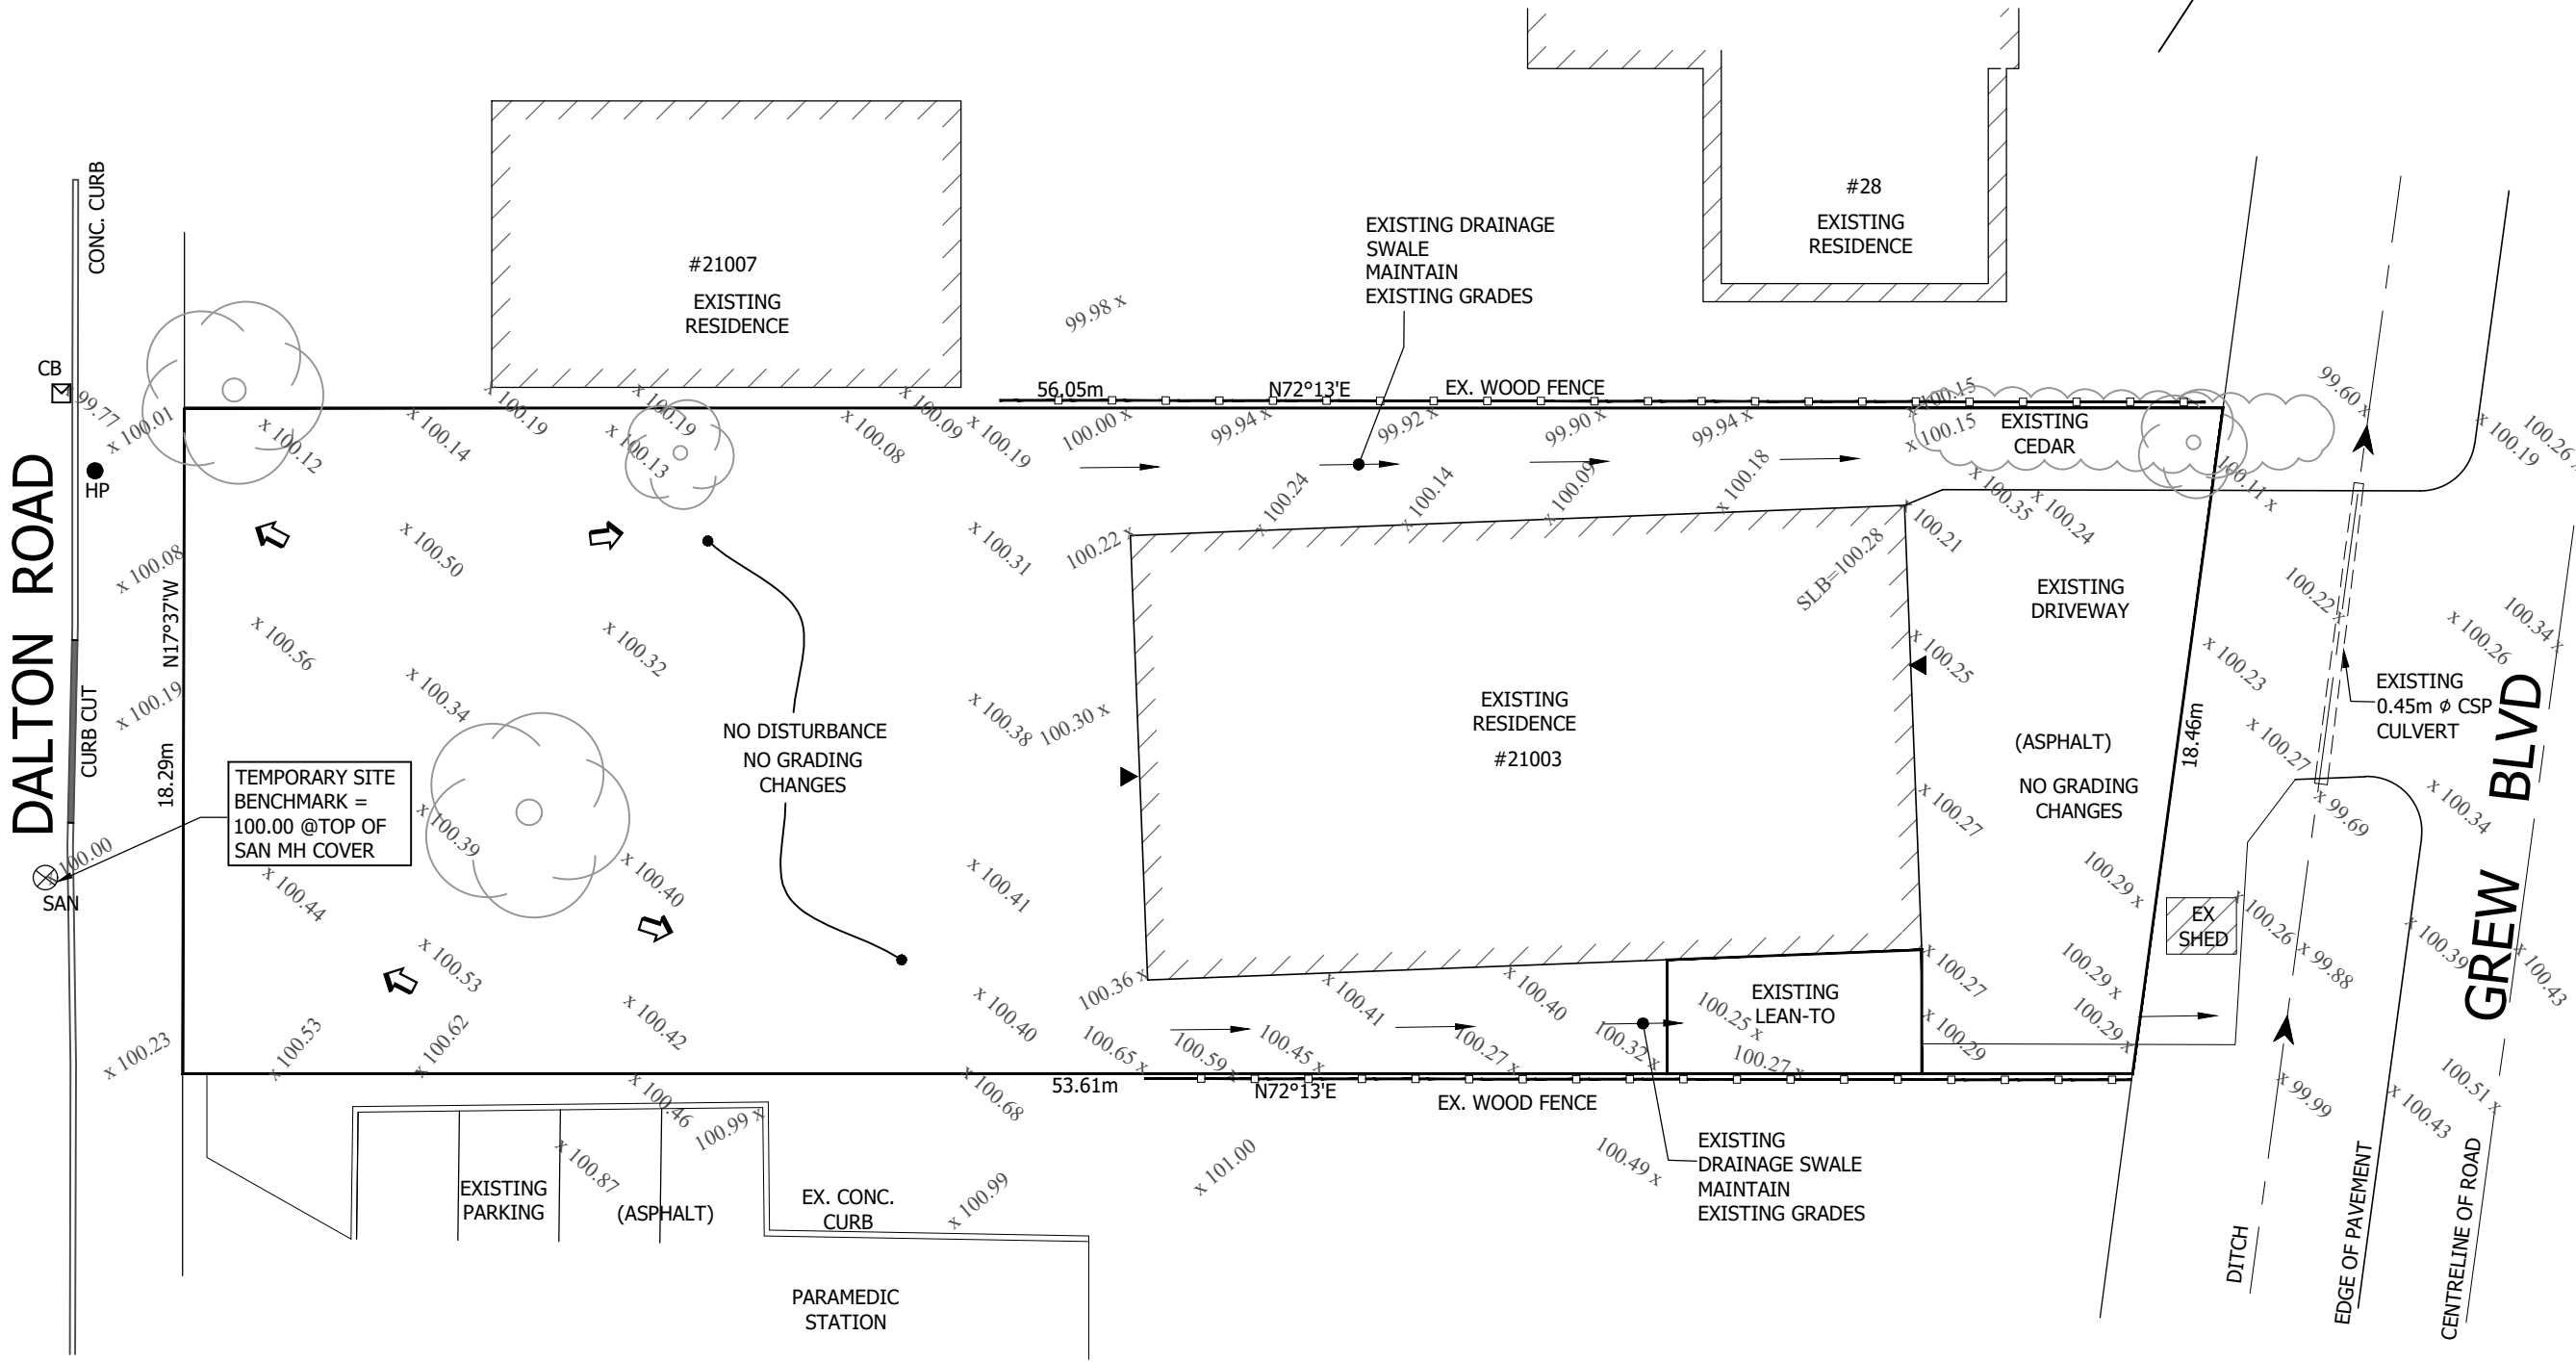 DALTON ROAD
CONC. CURB
CB
x 99.77
x 100.01
HP
x 100.08
N17°37'W
x 100.19
CURB CUT
18.29m
x 100.00
SAN
x 100.23
TEMPORARY SITE
BENCHMARK =
100.00 @TOP OF
SAN MH COVER
#21007
EXISTING
RESIDENCE
#28
EXISTING
RESIDENCE
EXISTING DRAINAGE
SWALE
MAINTAIN
EXISTING GRADES
99.98 x
56.05m
N72°13'E
EX. WOOD FENCE
x 100.12
x 100.14
x 100.19
x 100.19
x 100.13
x 100.08
x 100.09
x 100.19
100.00 x
99.94 x
99.92 x
99.90 x
99.94 x
x 100.15
x 100.15
EXISTING
CEDAR
x 100.24
x 100.14
x 100.09
x 100.18
x 100.35
x 100.24
100.11 x
x 100.50
x 100.31
100.22 x
SLB=100.28
x 100.21
x 100.56
x 100.34
x 100.32
x 100.38
100.30 x
NO DISTURBANCE
NO GRADING
CHANGES
EXISTING
RESIDENCE
#21003
EXISTING
DRIVEWAY
x 100.25
(ASPHALT)
NO GRADING
CHANGES
x 100.27
18.46m
x 100.39
x 100.44
x 100.40
x 100.41
x 100.53
x 100.53
x 100.62
x 100.42
x 100.40
100.36 x
x 100.41
x 100.40
100.65 x
100.59 x
100.45 x
100.27 x
100.32 x
100.25 x
EXISTING
LEAN-TO
100.27 x
x 100.27
x 100.29
100.29 x
100.29 x
100.29 x
EX
SHED
53.61m
N72°13'E
EX. WOOD FENCE
x 100.46
100.99 x
x 100.68
x 100.87
x 100.99
x 101.00
100.49 x
EXISTING
PARKING
(ASPHALT)
EX. CONC.
CURB
PARAMEDIC
STATION
EXISTING
DRAINAGE SWALE
MAINTAIN
EXISTING GRADES
99.60 x
x 100.19
100.26 x
100.22 x
x 100.26
100.34 x
x 100.23
x 100.27
EXISTING
0.45m ø CSP
CULVERT
x 99.69
x 100.34
x 100.26
x 99.88
x 100.39
x 100.43
x 99.99
x 100.43
100.51 x
GREW BLVD
DITCH
EDGE OF PAVEMENT
CENTRELINE OF ROAD